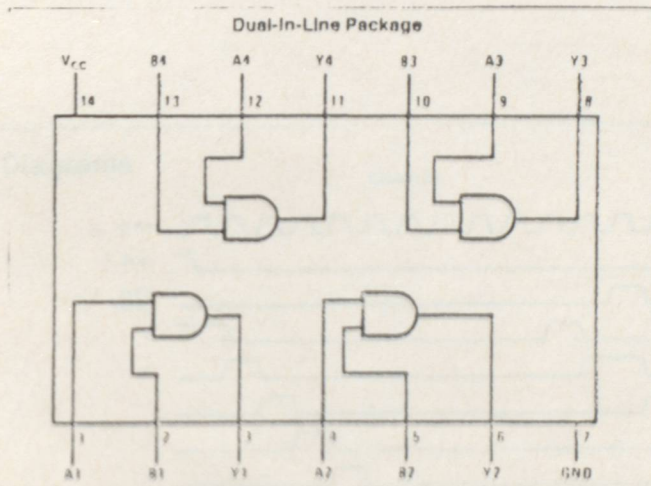 Dual-In-Line Package
Vcc B4 A4 Y4 B3 A3 Y3
14 13 12 11 10 9 8
1 2 3 4 5 6 7
A1 B1 Y1 A2 B2 Y2 GND